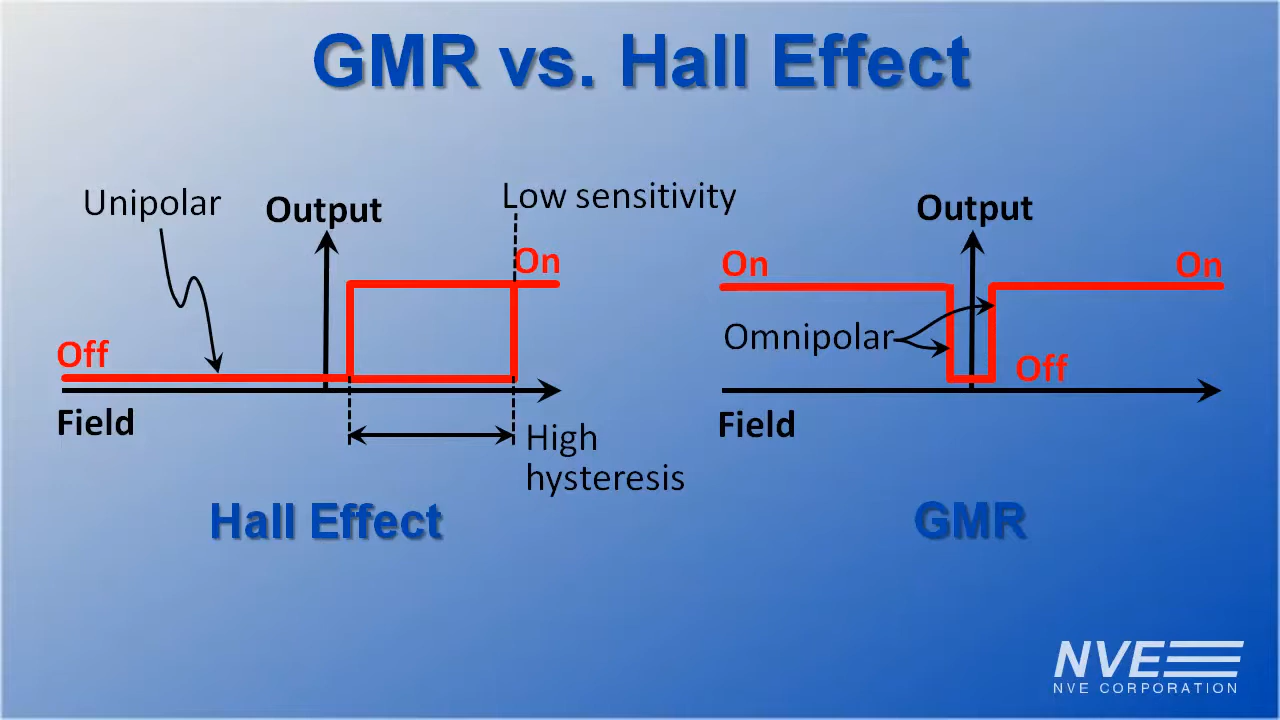 GMR vs. Hall Effect
Unipolar
Output
Low sensitivity
On
Off
Field
High
hysteresis
Hall Effect
Output
On
On
Omnipolar
Off
Field
GMR
NVE
NVE CORPORATION